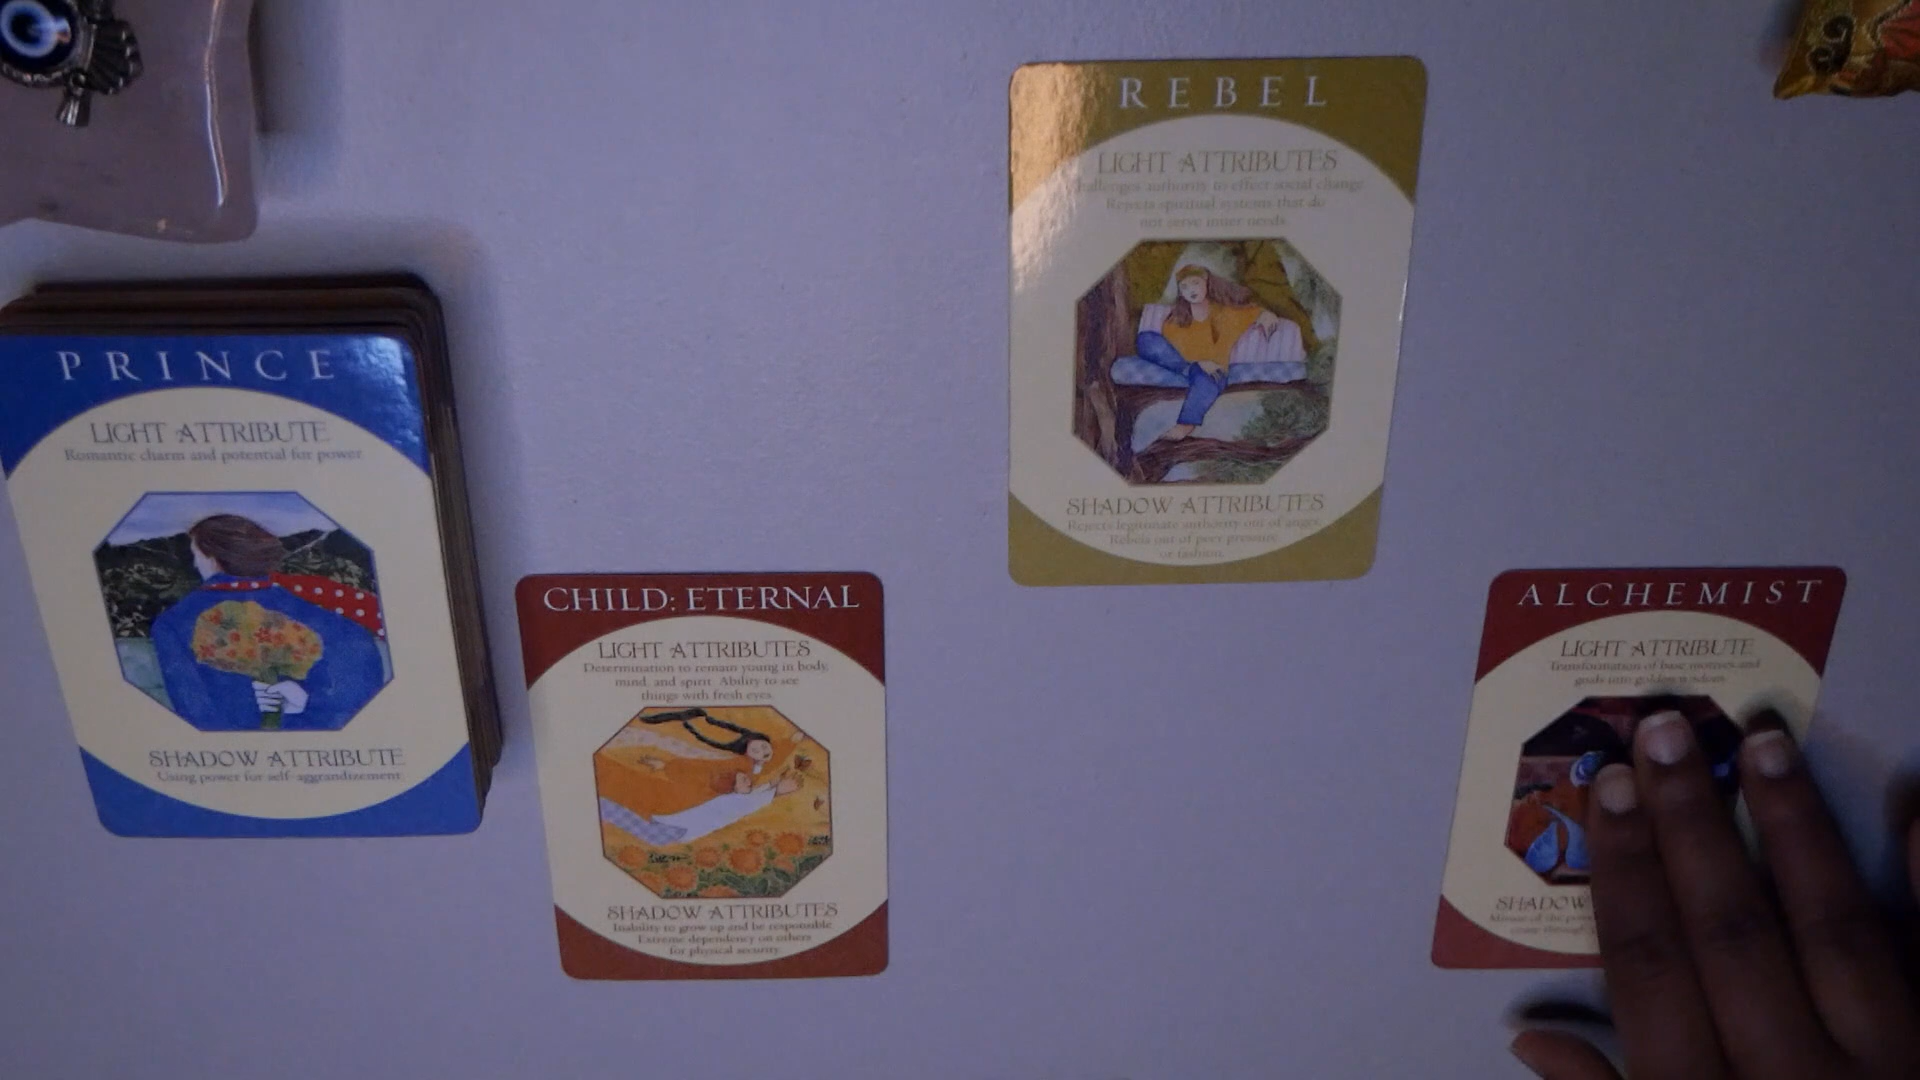 PRINCE
LIGHT ATTRIBUTE
Romantic charm and potential for power
SHADOW ATTRIBUTE
Using power for self-aggrandizement
CHILD: ETERNAL
LIGHT ATTRIBUTES
Determination to remain young in body,
mind, and spirit. Ability to see
things with fresh eyes.
SHADOW ATTRIBUTES
Inability to grow up and be responsible
Extreme dependency on others
for physical security.
REBEL
LIGHT ATTRIBUTES
Challenges authority to effect social change.
Rejects spiritual systems that do
not serve inner needs.
SHADOW ATTRIBUTES
Rejects legitimate authority out of anger.
Rebels out of peer pressure
or fashion.
ALCHEMIST
LIGHT ATTRIBUTE
Transformation of base motives and
goals into golden wisdom
SHADOW
Misuse of the
come through